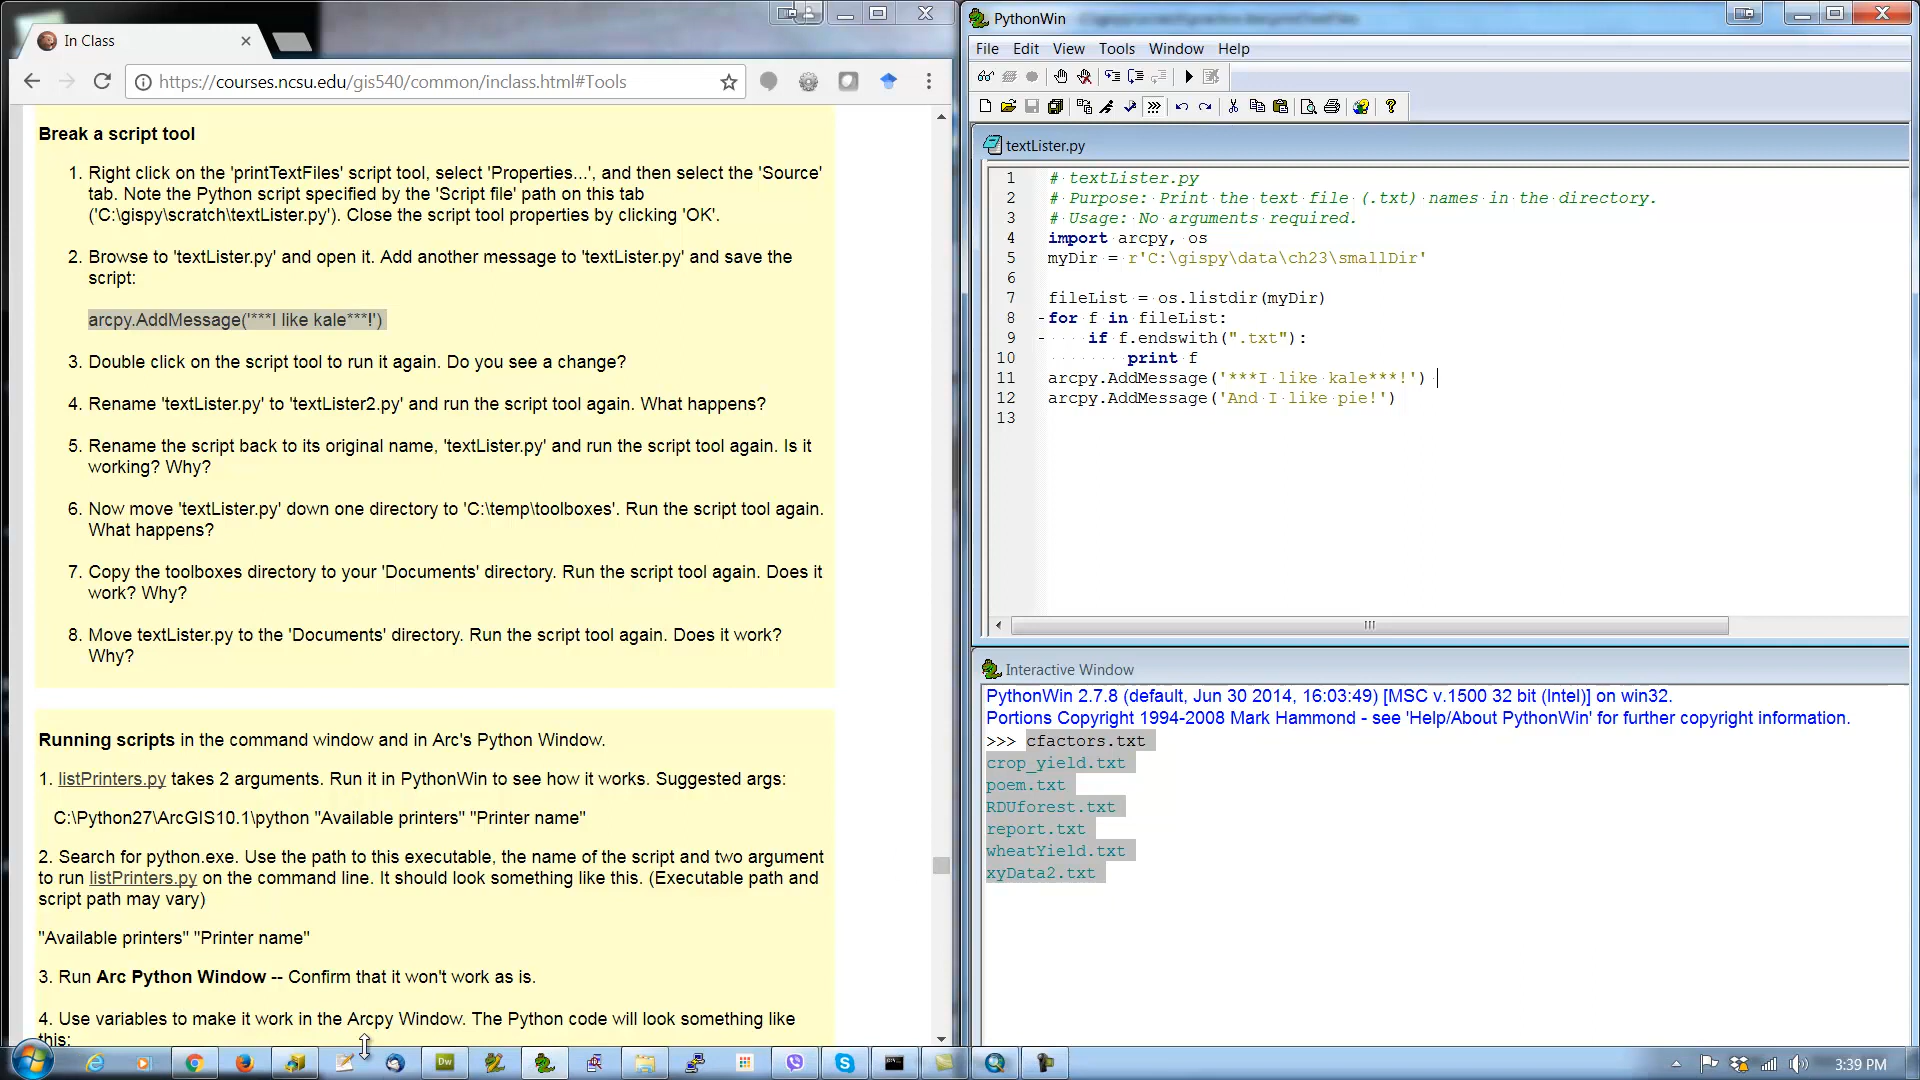 In Class
https://courses.ncsu.edu/gis540/common/inclass.html#Tools
Break a script tool
1. Right click on the 'printTextFiles' script tool, select 'Properties...', and then select the 'Source'
tab. Note the Python script specified by the 'Script file' path on this tab
('C:\gispy\scratch\textLister.py'). Close the script tool properties by clicking 'OK'.
2. Browse to 'textLister.py' and open it. Add another message to 'textLister.py' and save the
script:
arcpy.AddMessage('***I like kale***!')
3. Double click on the script tool to run it again. Do you see a change?
4. Rename 'textLister.py' to 'textLister2.py' and run the script tool again. What happens?
5. Rename the script back to its original name, 'textLister.py' and run the script tool again. Is it
working? Why?
6. Now move 'textLister.py' down one directory to 'C:\temp\toolboxes'. Run the script tool again.
What happens?
7. Copy the toolboxes directory to your 'Documents' directory. Run the script tool again. Does it
work? Why?
8. Move textLister.py to the 'Documents' directory. Run the script tool again. Does it work?
Why?
Running scripts in the command window and in Arc's Python Window.
1. listPrinters.py takes 2 arguments. Run it in PythonWin to see how it works. Suggested args:
C:\Python27\ArcGIS10.1\python "Available printers" "Printer name"
2. Search for python.exe. Use the path to this executable, the name of the script and two argument
to run listPrinters.py on the command line. It should look something like this. (Executable path and
script path may vary)
"Available printers" "Printer name"
3. Run Arc Python Window -- Confirm that it won't work as is.
4. Use variables to make it work in the Arcpy Window. The Python code will look something like
this:
PythonWin
File Edit View Tools Window Help
textLister.py
1 # textLister.py
2 # Purpose: Print the text file (.txt) names in the directory.
3 # Usage: No arguments required.
4 import arcpy, os
5 myDir = r'C:\gispy\data\ch23\smallDir'
6
7 fileList = os.listdir(myDir)
8 for f in fileList:
9 if f.endswith(".txt"):
10 print f
11 arcpy.AddMessage('***I like kale***!')
12 arcpy.AddMessage('And I like pie!')
13
Interactive Window
PythonWin 2.7.8 (default, Jun 30 2014, 16:03:49) [MSC v.1500 32 bit (Intel)] on win32.
Portions Copyright 1994-2008 Mark Hammond - see 'Help/About PythonWin' for further copyright information.
>>> cfactors.txt
crop_yield.txt
poem.txt
RDUforest.txt
report.txt
wheatYield.txt
xyData2.txt
Dw
3:39 PM